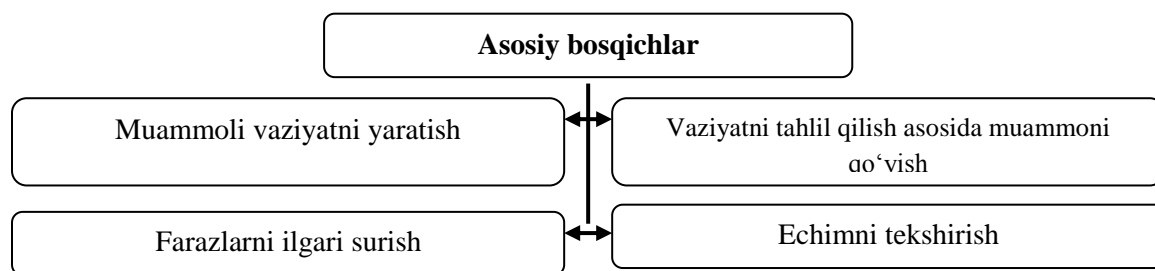 Asosiy bosqichlar
Muammoli vaziyatni yaratish
Vaziyatni tahlil qilish asosida muammoni
qo‘yish
Farazlarni ilgari surish
Echimni tekshirish